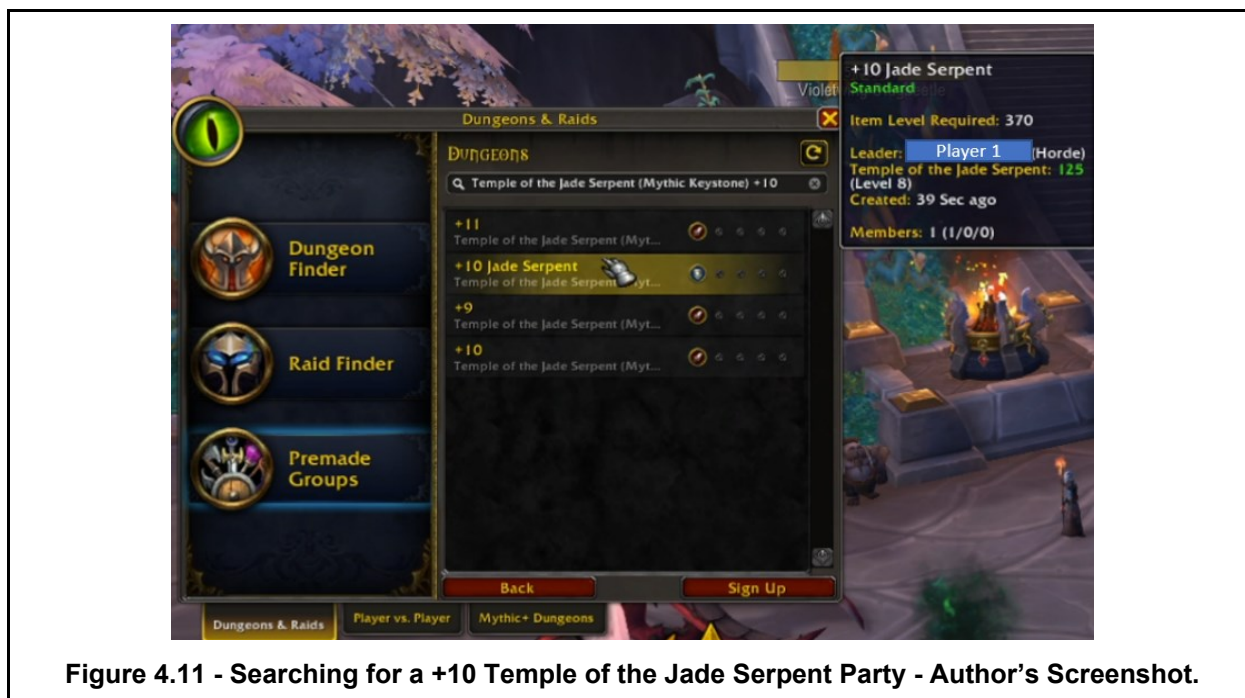 Dungeons & Raids
DUNGEONS
Temple of the Jade Serpent (Mythic Keystone) +10
+11
Temple of the Jade Serpent (Myt...
+10 Jade Serpent
Temple of the Jade Serpent Myt...
+9
Temple of the Jade Serpent (Myt...
+10
Temple of the Jade Serpent (Myt...
Dungeon
Finder
Raid Finder
Premade
Groups
Back
Sign Up
Dungeons & Raids
Player vs. Player
Mythic+ Dungeons
+10 Jade Serpent
Standard
Item Level Required: 370
Leader: Player 1 (Horde)
Temple of the Jade Serpent: 125
(Level 8)
Created: 39 Sec ago
Members: 1 (1/0/0)
Figure 4.11 - Searching for a +10 Temple of the Jade Serpent Party - Author's Screenshot.